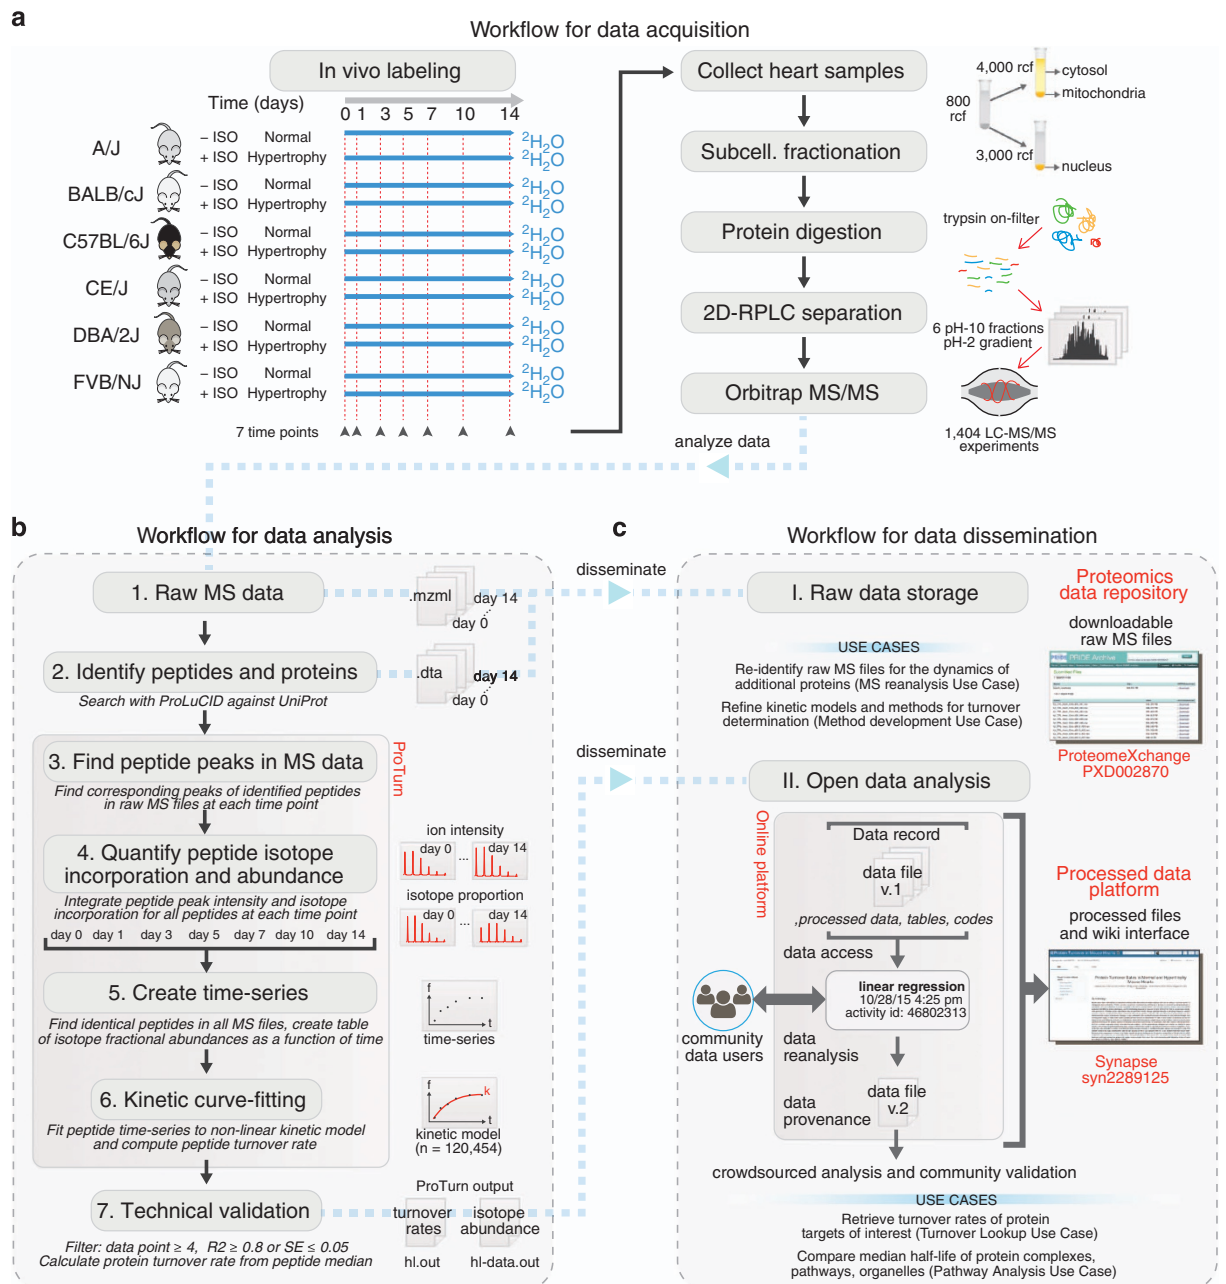 a
Workflow for data acquisition
In vivo labeling
Time (days)
0 1 3 5 7 10 14
A/J
– ISO Normal
+ ISO Hypertrophy
²H₂O
²H₂O
BALB/cJ
– ISO Normal
+ ISO Hypertrophy
²H₂O
²H₂O
C57BL/6J
– ISO Normal
+ ISO Hypertrophy
²H₂O
²H₂O
CE/J
– ISO Normal
+ ISO Hypertrophy
²H₂O
²H₂O
DBA/2J
– ISO Normal
+ ISO Hypertrophy
²H₂O
²H₂O
FVB/NJ
– ISO Normal
+ ISO Hypertrophy
²H₂O
²H₂O
7 time points
Collect heart samples
Subcell. fractionation
Protein digestion
2D-RPLC separation
Orbitrap MS/MS
4,000 rcf
cytosol
mitochondria
800
rcf
3,000 rcf
nucleus
trypsin on-filter
6 pH-10 fractions
pH-2 gradient
1,404 LC-MS/MS
experiments
analyze data
b
Workflow for data analysis
1. Raw MS data
.mzml
day 14
day 0
2. Identify peptides and proteins
Search with ProLuCID against UniProt
.dta
day 14
day 0
ProTurn
3. Find peptide peaks in MS data
Find corresponding peaks of identified peptides
in raw MS files at each time point
4. Quantify peptide isotope
incorporation and abundance
Integrate peptide peak intensity and isotope
incorporation for all peptides at each time point
day 0 day 1 day 3 day 5 day 7 day 10 day 14
ion intensity
day 0 ... day 14
isotope proportion
day 0 ... day 14
5. Create time-series
Find identical peptides in all MS files, create table
of isotope fractional abundances as a function of time
f
t
time-series
6. Kinetic curve-fitting
Fit peptide time-series to non-linear kinetic model
and compute peptide turnover rate
f
k
t
kinetic model
(n = 120,454)
7. Technical validation
Filter: data point ≥ 4, R2 ≥ 0.8 or SE ≤ 0.05
Calculate protein turnover rate from peptide median
ProTurn output
turnover
rates
isotope
abundance
hl.out
hl-data.out
disseminate
disseminate
c
Workflow for data dissemination
I. Raw data storage
USE CASES
Re-identify raw MS files for the dynamics of
additional proteins (MS reanalysis Use Case)
Refine kinetic models and methods for turnover
determination (Method development Use Case)
Proteomics
data repository
downloadable
raw MS files
PRIDE Archive
ProteomeXchange
PXD002870
II. Open data analysis
Online platform
Data record
data file
v.1
,processed data, tables, codes
data access
linear regression
10/28/15 4:25 pm
activity id: 46802313
community
data users
data
reanalysis
data file
v.2
data
provenance
crowdsourced analysis and community validation
Processed data
platform
processed files
and wiki interface
Synapse
syn2289125
USE CASES
Retrieve turnover rates of protein
targets of interest (Turnover Lookup Use Case)
Compare median half-life of protein complexes,
pathways, organelles (Pathway Analysis Use Case)